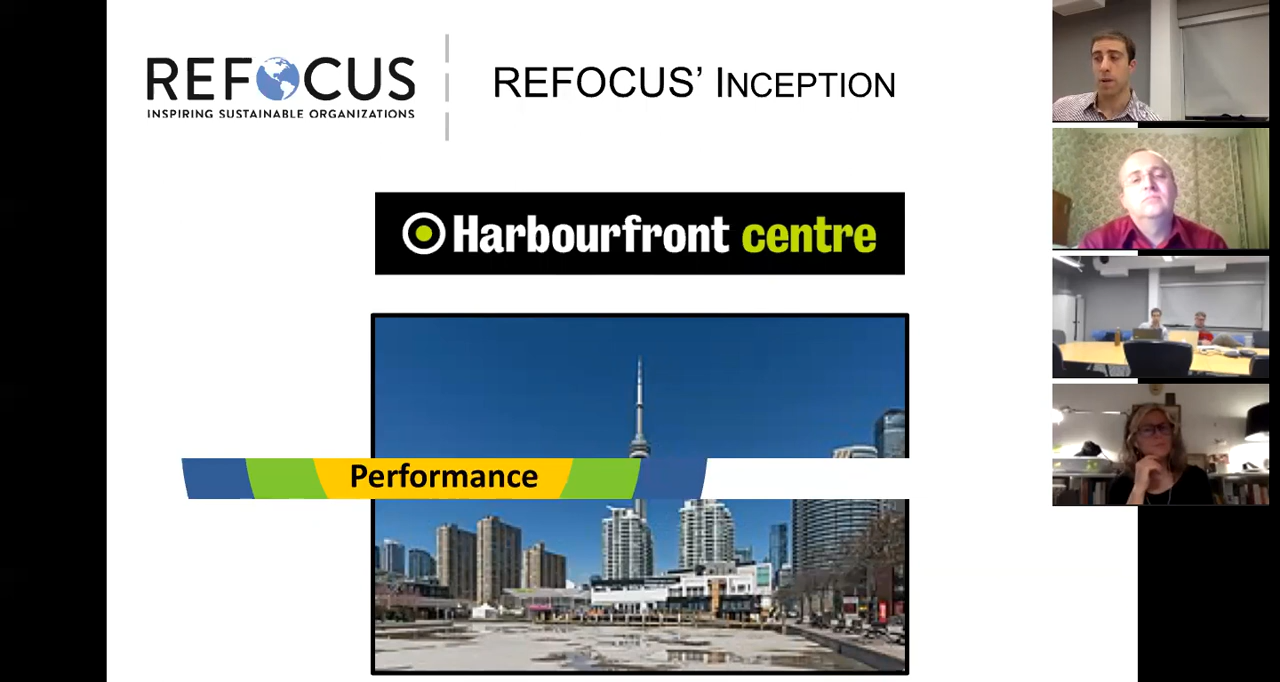 REFOCUS
INSPIRING SUSTAINABLE ORGANIZATIONS
REFOCUS’ INCEPTION
Harbourfront centre
Performance